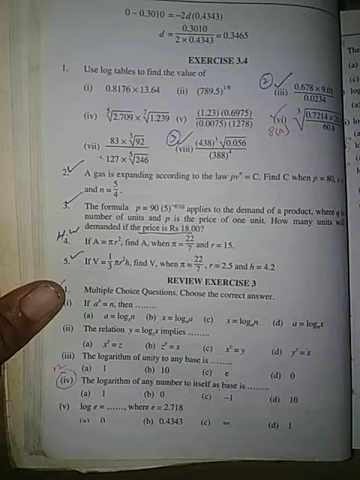 0 − 0.3010 = −2d(0.4343)
d = 0.3010 / 2 × 0.4343 = 0.3465
EXERCISE 3.4
1. Use log tables to find the value of
(i) 0.8176 × 13.64 (ii) (789.5)^{1/8} (iii) 0.678 × 9.01 / 0.0234
(iv) ⁵√2.709 × ⁷√1.239 (v) (1.23) (0.6975) / (0.0075) (1278) (vi) ³√0.7214 × 60.8
(vii) 83 × ³√92 / 127 × ⁵√246 (viii) (438)³ √0.056 / (388)⁴
2. A gas is expanding according to the law pvⁿ = C. Find C when p = 80,
and n = 5/4.
3. The formula p = 90 (5)^{−q/10} applies to the demand of a product, where
number of units and p is the price of one unit. How many units will
demanded if the price is Rs 18.00?
H.W
4. If A = πr², find A, when π = 22/7 and r = 15.
5. If V = 1/3 πr²h, find V, when π = 22/7, r = 2.5 and h = 4.2
REVIEW EXERCISE 3
Multiple Choice Questions. Choose the correct answer.
(i) If aˣ = n, then ........
(a) a = logₓn (b) x = logₙa (c) x = logₐn (d) a = logₙx
(ii) The relation y = log_z x implies ........
(a) xʸ = z (b) zʸ = x (c) xᶻ = y (d) yᶻ = x
(iii) The logarithm of unity to any base is ........
(a) 1 (b) 10 (c) e (d) 0
(iv) The logarithm of any number to itself as base is ........
(a) 1 (b) 0 (c) −1 (d) 10
(v) log e = ......., where e ≈ 2.718
(a) 0 (b) 0.4343 (c) ∞ (d) 1